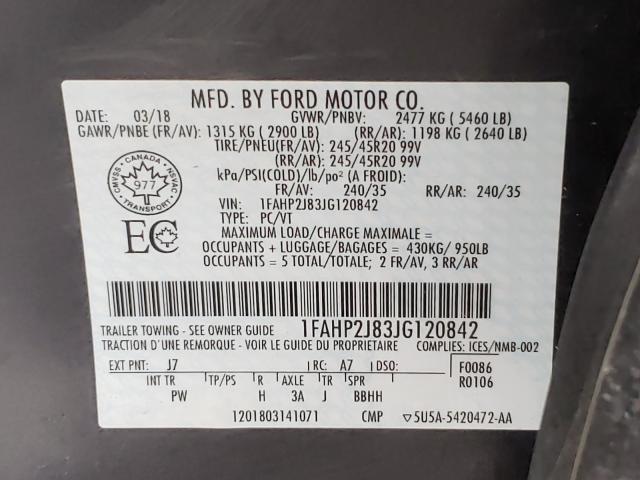 MFD. BY FORD MOTOR CO.
DATE: 03/18 GVWR/PNBV: 2477 KG ( 5460 LB)
GAWR/PNBE (FR/AV): 1315 KG ( 2900 LB) (RR/AR): 1198 KG ( 2640 LB)
TIRE/PNEU(FR/AV): 245/45R20 99V
(RR/AR): 245/45R20 99V
kPa/PSI(COLD)/lb/po² (A FROID):
FR/AV: 240/35 RR/AR: 240/35
VIN: 1FAHP2J83JG120842
TYPE: PC/VT
MAXIMUM LOAD/CHARGE MAXIMALE =
OCCUPANTS + LUGGAGE/BAGAGES = 430KG/ 950LB
OCCUPANTS = 5 TOTAL/TOTALE; 2 FR/AV, 3 RR/AR
CANADA
CMVSS 977 NSVAC
TRANSPORT
EC
TRAILER TOWING - SEE OWNER GUIDE 1FAHP2J83JG120842
TRACTION D'UNE REMORQUE - VOIR LE GUIDE DU PROPRIETAIRE COMPLIES: ICES/NMB-002
EXT PNT: J7 RC: A7 DSO: F0086
INT TR TP/PS R AXLE TR SPR R0106
PW H 3A J BBHH
1201803141071 CMP ▽5U5A-5420472-AA